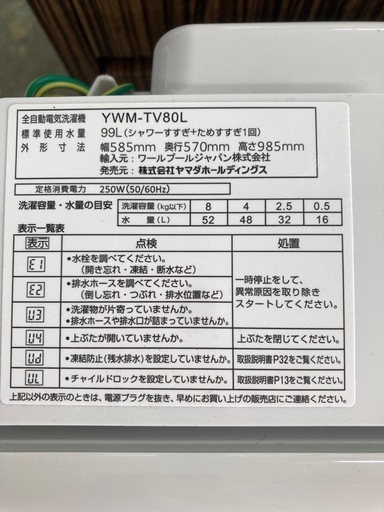 全自動電気洗濯機 YWM-TV80L
標準使用水量 99L(シャワーすすぎ+ためすすぎ1回)
外形寸法 幅585mm 奥行570mm 高さ985mm
輸入元：ワールプールジャパン株式会社
発売元：株式会社ヤマダホールディングス
定格消費電力 250W(50/60Hz)
洗濯容量・水量の目安 洗濯容量(kg以下) 8 4 2.5 0.5
水量(L) 52 48 32 16
表示一覧表
表示 点検 処置
E1 •水栓を調べてください。
(開き忘れ・凍結・断水など)
E2 •排水ホースを調べてください。
(倒し忘れ・つぶれ・排水位置など)
U3 •洗濯物が片寄っていませんか。
•排水ホースや排水口が詰まっていませんか。
一時停止をして、
異常原因を取り除き
スタートしてください。
U4 •上ぶたが開いていませんか。 上ぶたを閉じてください。
Ud •凍結防止(残水排水)を設定していませんか。 取扱説明書P32をご覧ください。
UL •チャイルドロックを設定していませんか。 取扱説明書P13をご覧ください。
上記以外の表示のときは、電源プラグを抜き、早めにお買い上げの販売店にご連絡ください。